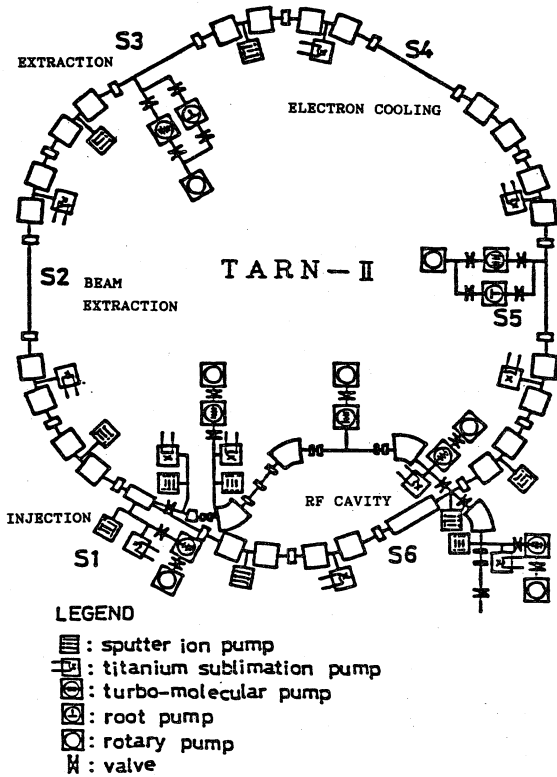 S3
S4
EXTRACTION
ELECTRON COOLING
TARN-II
S2
BEAM
EXTRACTION
S5
INJECTION
RF CAVITY
S1
S6
LEGEND
: sputter ion pump
: titanium sublimation pump
: turbo-molecular pump
: root pump
: rotary pump
: valve